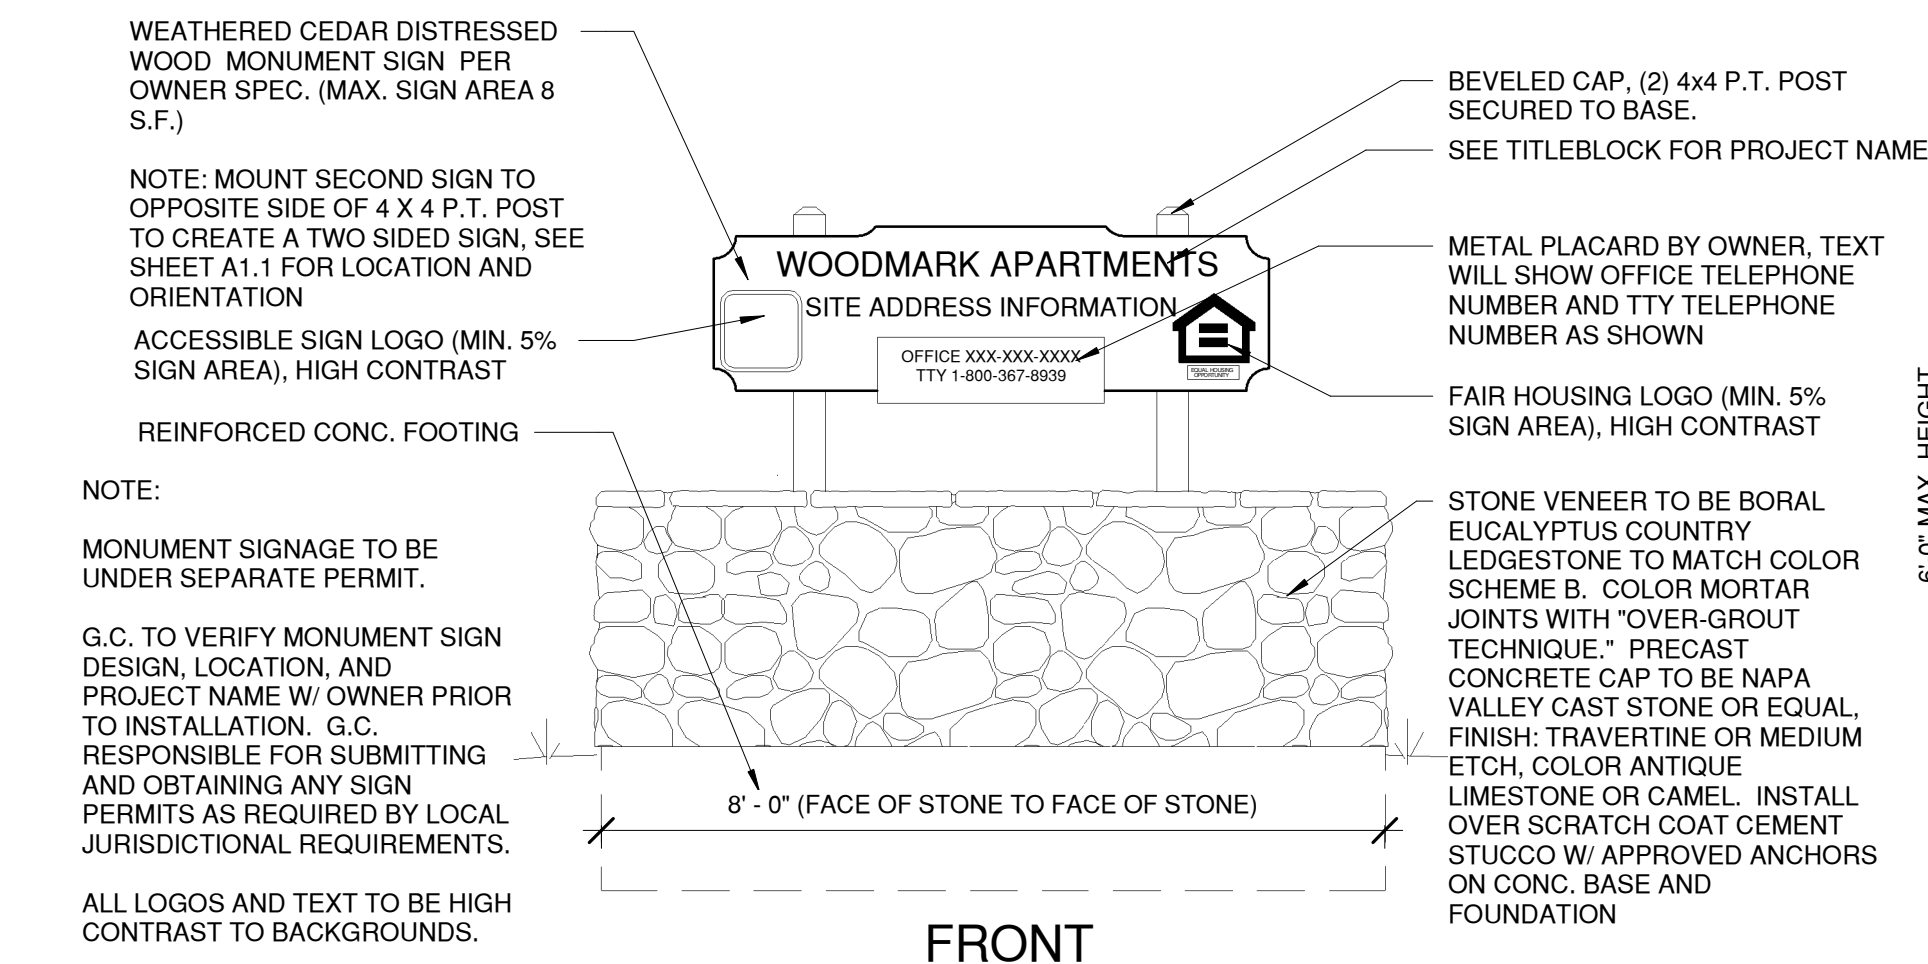 WEATHERED CEDAR DISTRESSED
WOOD MONUMENT SIGN PER
OWNER SPEC. (MAX. SIGN AREA 8
S.F.)
NOTE: MOUNT SECOND SIGN TO
OPPOSITE SIDE OF 4 X 4 P.T. POST
TO CREATE A TWO SIDED SIGN, SEE
SHEET A1.1 FOR LOCATION AND
ORIENTATION
ACCESSIBLE SIGN LOGO (MIN. 5%
SIGN AREA), HIGH CONTRAST
REINFORCED CONC. FOOTING
NOTE:
MONUMENT SIGNAGE TO BE
UNDER SEPARATE PERMIT.
G.C. TO VERIFY MONUMENT SIGN
DESIGN, LOCATION, AND
PROJECT NAME W/ OWNER PRIOR
TO INSTALLATION. G.C.
RESPONSIBLE FOR SUBMITTING
AND OBTAINING ANY SIGN
PERMITS AS REQUIRED BY LOCAL
JURISDICTIONAL REQUIREMENTS.
ALL LOGOS AND TEXT TO BE HIGH
CONTRAST TO BACKGROUNDS.
WOODMARK APARTMENTS
SITE ADDRESS INFORMATION
OFFICE XXX-XXX-XXXX
TTY 1-800-367-8939
EQUAL HOUSING
OPPORTUNITY
8' - 0" (FACE OF STONE TO FACE OF STONE)
FRONT
BEVELED CAP, (2) 4x4 P.T. POST
SECURED TO BASE.
SEE TITLEBLOCK FOR PROJECT NAME
METAL PLACARD BY OWNER, TEXT
WILL SHOW OFFICE TELEPHONE
NUMBER AND TTY TELEPHONE
NUMBER AS SHOWN
FAIR HOUSING LOGO (MIN. 5%
SIGN AREA), HIGH CONTRAST
STONE VENEER TO BE BORAL
EUCALYPTUS COUNTRY
LEDGESTONE TO MATCH COLOR
SCHEME B. COLOR MORTAR
JOINTS WITH "OVER-GROUT
TECHNIQUE." PRECAST
CONCRETE CAP TO BE NAPA
VALLEY CAST STONE OR EQUAL,
FINISH: TRAVERTINE OR MEDIUM
ETCH, COLOR ANTIQUE
LIMESTONE OR CAMEL. INSTALL
OVER SCRATCH COAT CEMENT
STUCCO W/ APPROVED ANCHORS
ON CONC. BASE AND
FOUNDATION
6'-0" MAX. HEIGHT